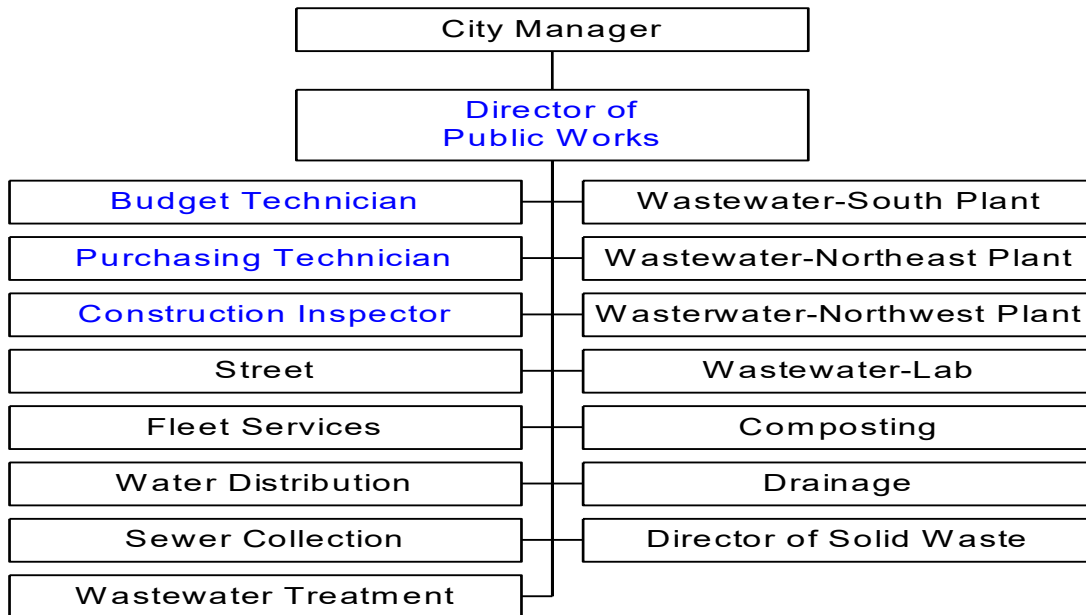 City Manager
Director of
Public Works
Budget Technician
Wastewater-South Plant
Purchasing Technician
Wastewater-Northeast Plant
Construction Inspector
Wasterwater-Northwest Plant
Street
Wastewater-Lab
Fleet Services
Composting
Water Distribution
Drainage
Sewer Collection
Director of Solid Waste
Wastewater Treatment